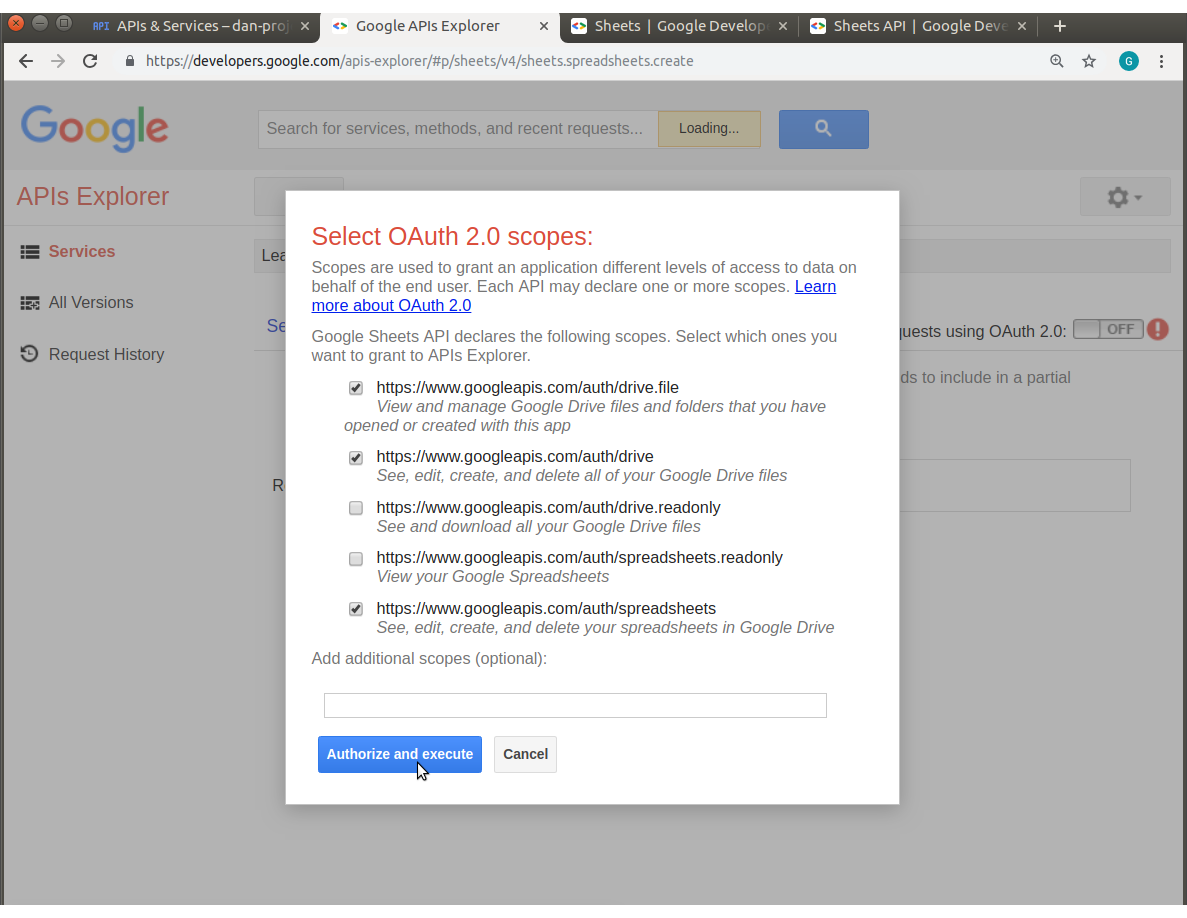 API APIs & Services – dan-proj
Google APIs Explorer
Sheets | Google Develope
Sheets API | Google Deve
https://developers.google.com/apis-explorer/#p/sheets/v4/sheets.spreadsheets.create
G
Google
Search for services, methods, and recent requests...
Loading...
APIs Explorer
Services
All Versions
Request History
Lea
Se
quests using OAuth 2.0:
OFF
ds to include in a partial
R
Select OAuth 2.0 scopes:
Scopes are used to grant an application different levels of access to data on
behalf of the end user. Each API may declare one or more scopes. Learn
more about OAuth 2.0
Google Sheets API declares the following scopes. Select which ones you
want to grant to APIs Explorer.
https://www.googleapis.com/auth/drive.file
View and manage Google Drive files and folders that you have
opened or created with this app
https://www.googleapis.com/auth/drive
See, edit, create, and delete all of your Google Drive files
https://www.googleapis.com/auth/drive.readonly
See and download all your Google Drive files
https://www.googleapis.com/auth/spreadsheets.readonly
View your Google Spreadsheets
https://www.googleapis.com/auth/spreadsheets
See, edit, create, and delete your spreadsheets in Google Drive
Add additional scopes (optional):
Authorize and execute
Cancel